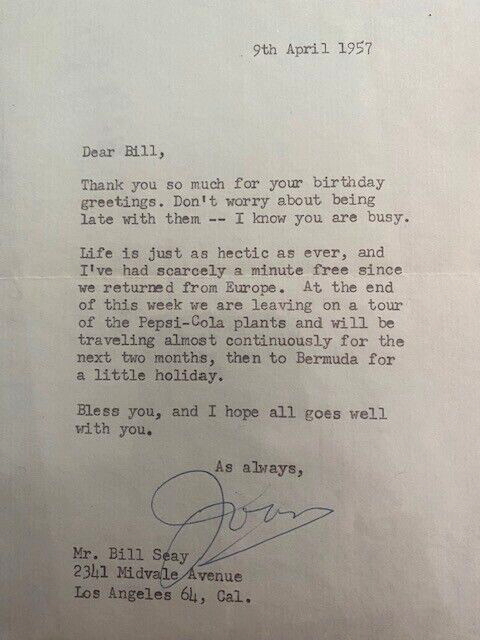 9th April 1957
Dear Bill,
Thank you so much for your birthday
greetings. Don't worry about being
late with them -- I know you are busy.
Life is just as hectic as ever, and
I've had scarcely a minute free since
we returned from Europe. At the end
of this week we are leaving on a tour
of the Pepsi-Cola plants and will be
traveling almost continuously for the
next two months, then to Bermuda for
a little holiday.
Bless you, and I hope all goes well
with you.
As always,
Joan
Mr. Bill Seay
2341 Midvale Avenue
Los Angeles 64, Cal.